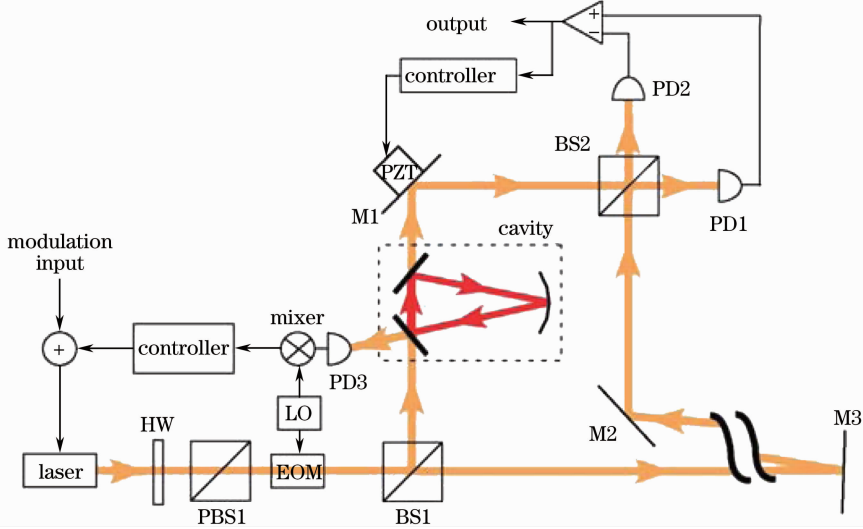 output
+
−
controller
PD2
BS2
PZT
M1
PD1
cavity
modulation
input
mixer
+
controller
PD3
LO
HW
M2
M3
laser
EOM
PBS1
BS1